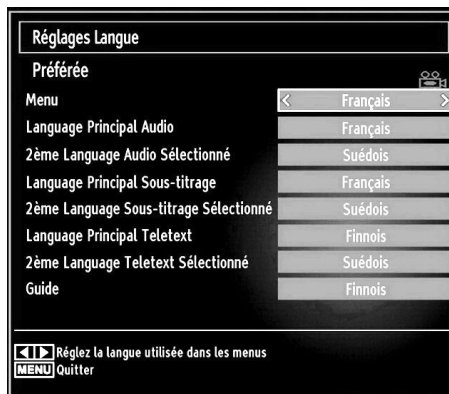 Réglages Langue
Préférée
Menu < Français >
Language Principal Audio Français
2ème Language Audio Sélectionné Suédois
Language Principal Sous-titrage Français
2ème Language Sous-titrage Sélectionné Suédois
Language Principal Teletext Finnois
2ème Language Teletext Sélectionné Suédois
Guide Finnois
Réglez la langue utilisée dans les menus
MENU Quitter